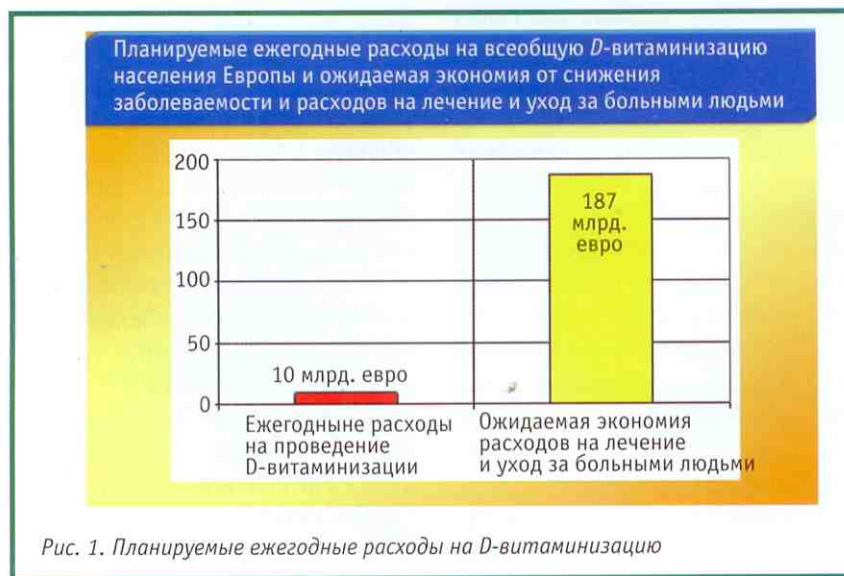 Планируемые ежегодные расходы на всеобщую D-витаминизацию
населения Европы и ожидаемая экономия от снижения
заболеваемости и расходов на лечение и уход за больными людьми
200
150
100
50
0
10 млрд. евро
187
млрд.
евро
Ежегодныне расходы
на проведение
D-витаминизации
Ожидаемая экономия
расходов на лечение
и уход за больными людьми
Рис. 1. Планируемые ежегодные расходы на D-витаминизацию